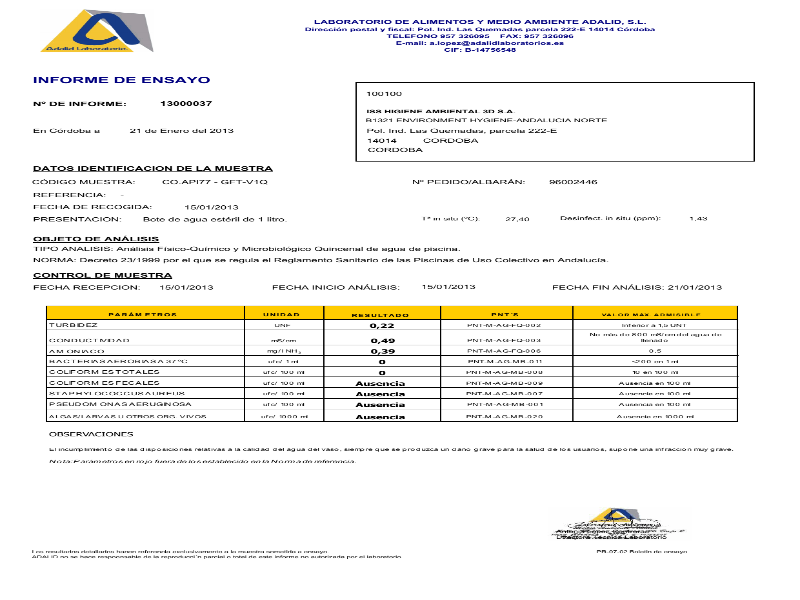 Adalid Laboratorio
LABORATORIO DE ALIMENTOS Y MEDIO AMBIENTE ADALID, S.L.
Dirección postal y fiscal: Pol. Ind. Las Quemadas parcela 222-E 14014 Córdoba
TELEFONO 957 326095 FAX: 957 326096
E-mail: a.lopez@adalidlaboratorios.es
CIF: B-14756548
INFORME DE ENSAYO
Nº DE INFORME: 13000037
En Córdoba a 21 de Enero del 2013
100100
ISS HIGIENE AMBIENTAL 3D S.A.
B1321 ENVIRONMENT HYGIENE-ANDALUCIA NORTE
Pol. Ind. Las Quemadas, parcela 222-E
14014 CORDOBA
CORDOBA
DATOS IDENTIFICACION DE LA MUESTRA
CÓDIGO MUESTRA: CO.API77 - GFT-V1Q Nº PEDIDO/ALBARÁN: 96002446
REFERENCIA: -
FECHA DE RECOGIDA: 15/01/2013
PRESENTACION: Bote de agua estéril de 1 litro. Tª in situ (ºC): 27,40 Desinfect. in situ (ppm): 1,43
OBJETO DE ANÁLISIS
TIPO ANALISIS: Análisis Físico-Químico y Microbiológico Quincenal de agua de piscina.
NORMA: Decreto 23/1999 por el que se regula el Reglamento Sanitario de las Piscinas de Uso Colectivo en Andalucía.
CONTROL DE MUESTRA
FECHA RECEPCION: 15/01/2013 FECHA INICIO ANÁLISIS: 15/01/2013 FECHA FIN ANÁLISIS: 21/01/2013
PARÁMETROS UNIDAD RESULTADO PNT'S VALOR MAX. ADMISIBLE
TURBIDEZ UNF 0,22 PNT-M-AG-FQ-002 Inferior a 1,5 UNT
CONDUCTIVIDAD mS/cm 0,49 PNT-M-AG-FQ-003 No más de 800 mS/cm del agua de llenado
AMONIACO mg/l NH3 0,39 PNT-M-AG-FQ-006 0.5
BACTERIAS AEROBIAS A 37ºC ufc/ 1 ml 0 PNT-M-AG-MB-011 <200 en 1 ml
COLIFORMES TOTALES ufc/ 100 ml 0 PNT-M-AG-MB-008 10 en 100 ml
COLIFORMES FECALES ufc/ 100 ml Ausencia PNT-M-AG-MB-009 Ausencia en 100 ml
STAPHYLOCOCCUS AUREUS ufc/ 100 ml Ausencia PNT-M-AG-MB-007 Ausencia en 100 ml
PSEUDOMONAS AERUGINOSA ufc/ 100 ml Ausencia PNT-M-AG-MB-001 Ausencia en 100 ml
ALGAS/LARVAS U OTROS ORG. VIVOS ufc/ 1000 ml Ausencia PNT-M-AG-MB-020 Ausencia en 1000 ml
OBSERVACIONES
El incumplimiento de las disposiciones relativas a la calidad del agua del vaso, siempre que se produzca un daño grave para la salud de los usuarios, supone una infracción muy grave.
Nota: Parámetros en rojo fuera de los establecido en la Norma de referencia.
Directora Técnica Laboratorio
Los resultados detallados hacen referencia exclusivamente a la muestra sometida a ensayo.
ADALID no se hace responsable de la reproducción parcial o total de este informe no autorizada por el laboratorio.
PR-07-02 Boletín de ensayo